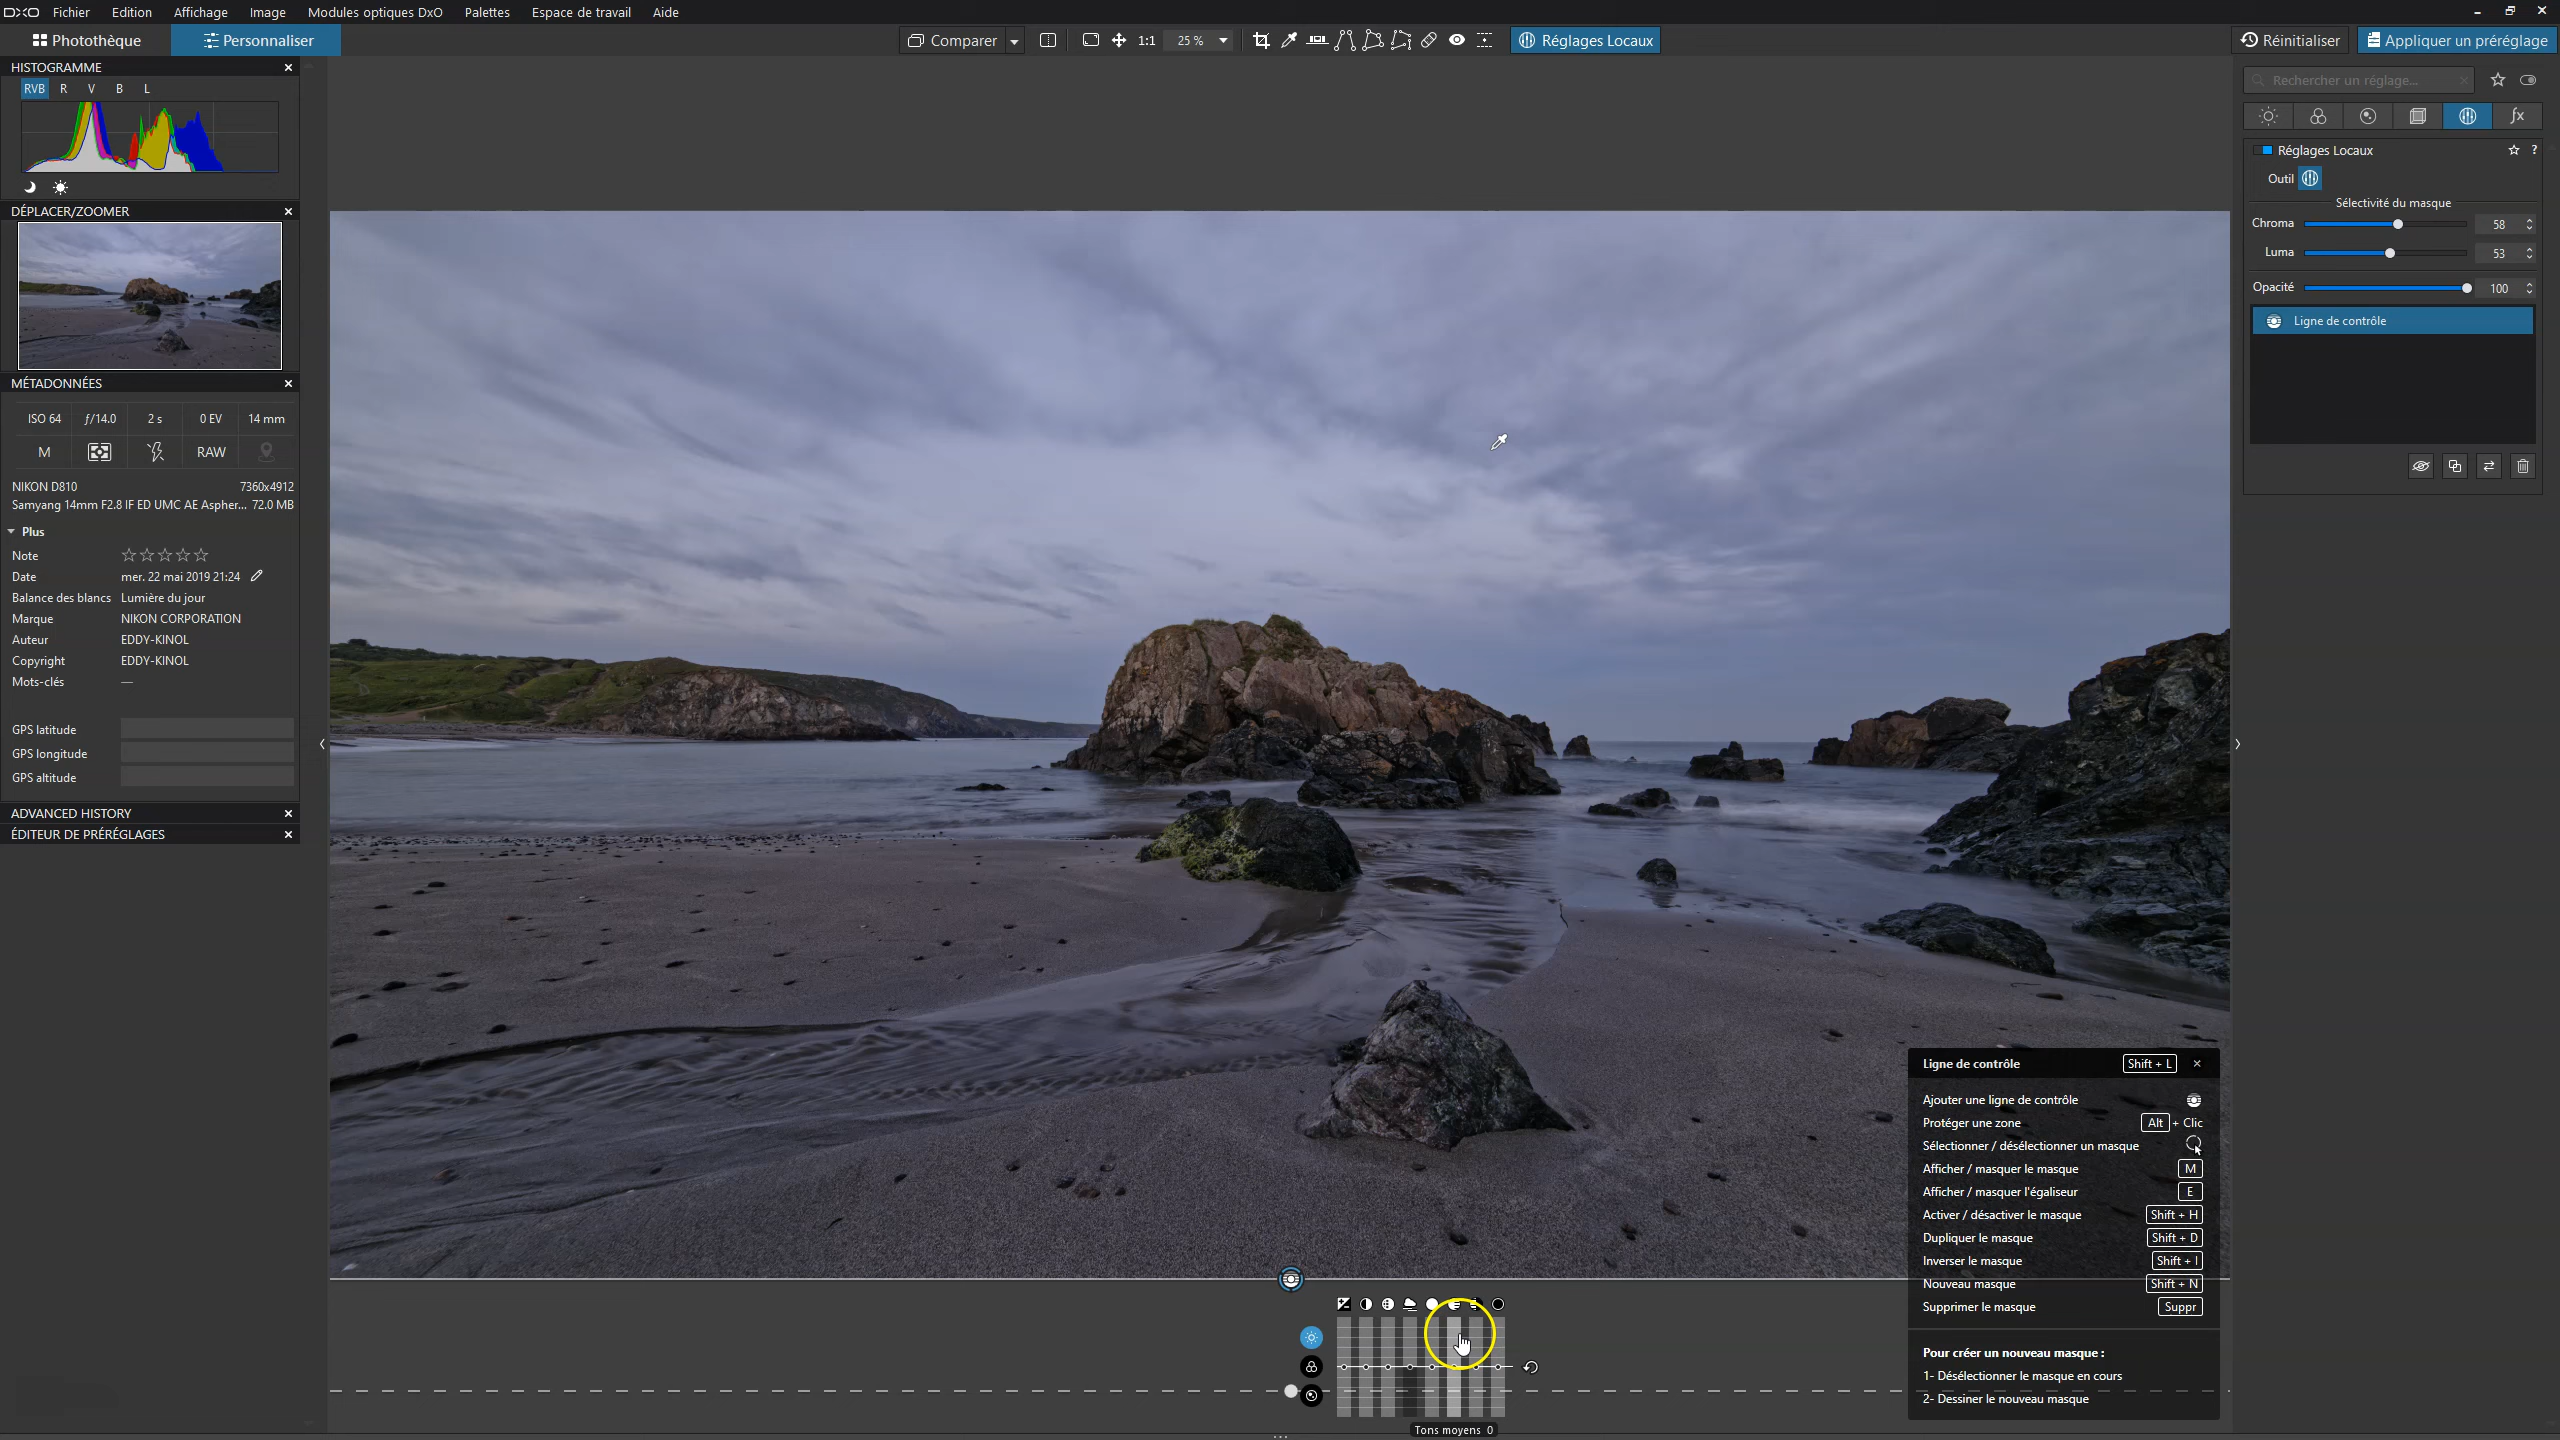 DXO Fichier Edition Affichage Image Modules optiques DxO Palettes Espace de travail Aide
Photothèque Personnaliser Comparer 1:1 25 % Réglages Locaux Réinitialiser Appliquer un préréglage
HISTOGRAMME
RVB R V B L
DÉPLACER/ZOOMER
MÉTADONNÉES
ISO 64 ƒ/14.0 2 s 0 EV 14 mm
M RAW
NIKON D810 7360x4912
Samyang 14mm F2.8 IF ED UMC AE Aspher... 72.0 MB
Plus
Note
Date mer. 22 mai 2019 21:24
Balance des blancs Lumière du jour
Marque NIKON CORPORATION
Auteur EDDY-KINOL
Copyright EDDY-KINOL
Mots-clés —
GPS latitude
GPS longitude
GPS altitude
ADVANCED HISTORY
ÉDITEUR DE PRÉRÉGLAGES
Rechercher un réglage...
fx
Réglages Locaux ?
Outil
Sélectivité du masque
Chroma 58
Luma 53
Opacité 100
Ligne de contrôle
Ligne de contrôle Shift + L
Ajouter une ligne de contrôle
Protéger une zone Alt + Clic
Sélectionner / désélectionner un masque
Afficher / masquer le masque M
Afficher / masquer l'égaliseur E
Activer / désactiver le masque Shift + H
Dupliquer le masque Shift + D
Inverser le masque Shift + I
Nouveau masque Shift + N
Supprimer le masque Suppr
Pour créer un nouveau masque :
1- Désélectionner le masque en cours
2- Dessiner le nouveau masque
Tons moyens 0